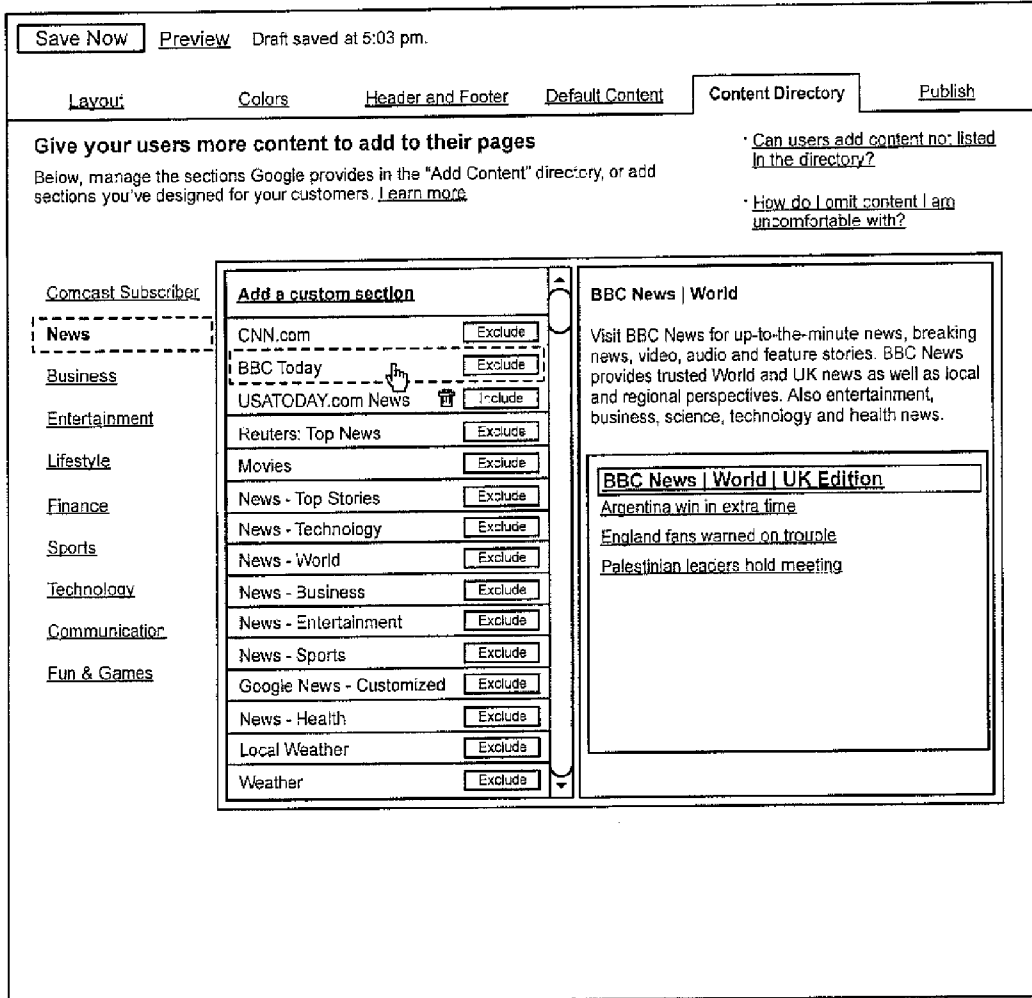 Save Now Preview Draft saved at 5:03 pm.
Layout Colors Header and Footer Default Content Content Directory Publish
Give your users more content to add to their pages
Below, manage the sections Google provides in the "Add Content" directory, or add
sections you've designed for your customers. Learn more
· Can users add content not listed
in the directory?
· How do I omit content I am
uncomfortable with?
Comcast Subscriber
News
Business
Entertainment
Lifestyle
Finance
Sports
Technology
Communication
Fun & Games
Add a custom section
CNN.com Exclude
BBC Today Exclude
USATODAY.com News Include
Reuters: Top News Exclude
Movies Exclude
News - Top Stories Exclude
News - Technology Exclude
News - World Exclude
News - Business Exclude
News - Entertainment Exclude
News - Sports Exclude
Google News - Customized Exclude
News - Health Exclude
Local Weather Exclude
Weather Exclude
BBC News | World
Visit BBC News for up-to-the-minute news, breaking
news, video, audio and feature stories. BBC News
provides trusted World and UK news as well as local
and regional perspectives. Also entertainment,
business, science, technology and health news.
BBC News | World | UK Edition
Argentina win in extra time
England fans warned on trouble
Palestinian leaders hold meeting